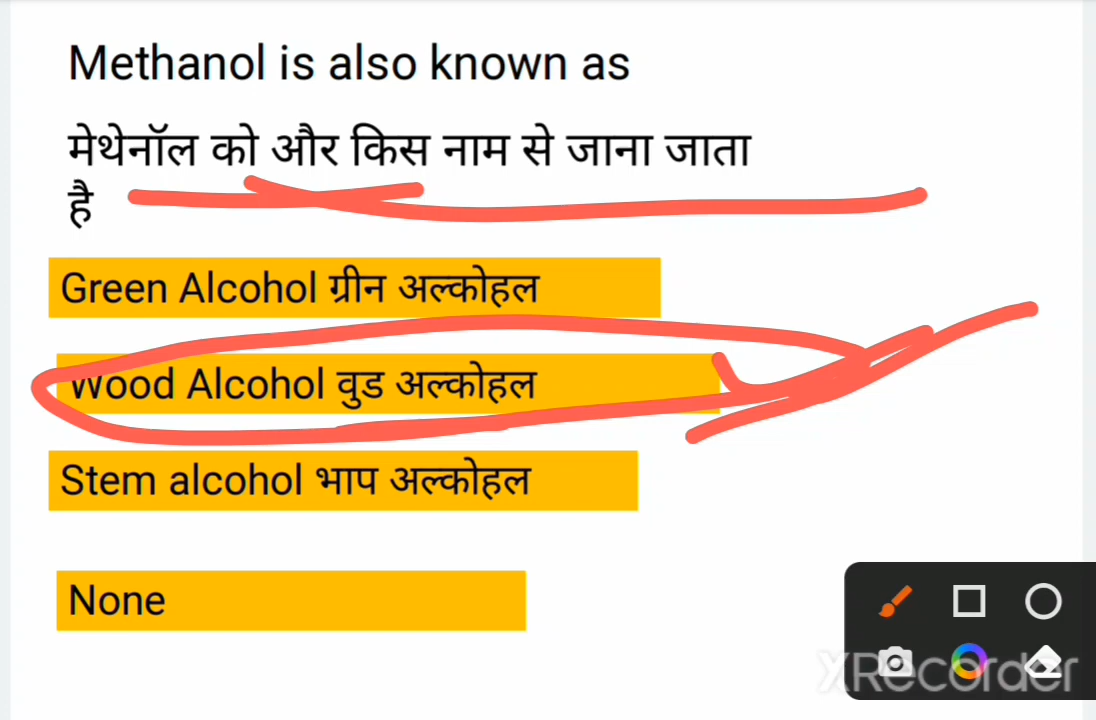 Methanol is also known as
मेथेनॉल को और किस नाम से जाना जाता
है
Green Alcohol ग्रीन अल्कोहल
Wood Alcohol वुड अल्कोहल
Stem alcohol भाप अल्कोहल
None
XRecorder